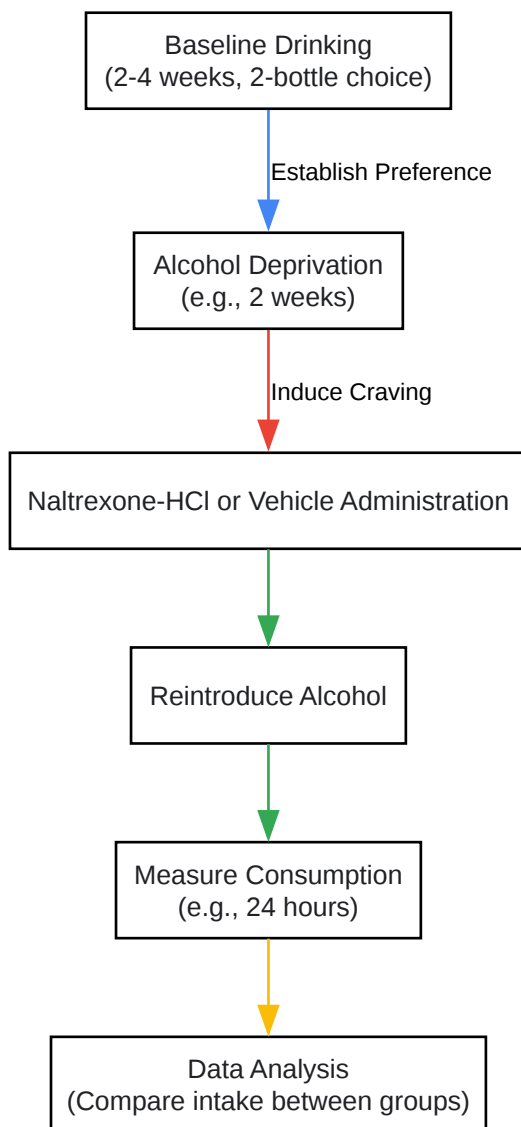 Baseline Drinking
(2-4 weeks, 2-bottle choice)
Establish Preference
Alcohol Deprivation
(e.g., 2 weeks)
Induce Craving
Naltrexone-HCl or Vehicle Administration
Reintroduce Alcohol
Measure Consumption
(e.g., 24 hours)
Data Analysis
(Compare intake between groups)